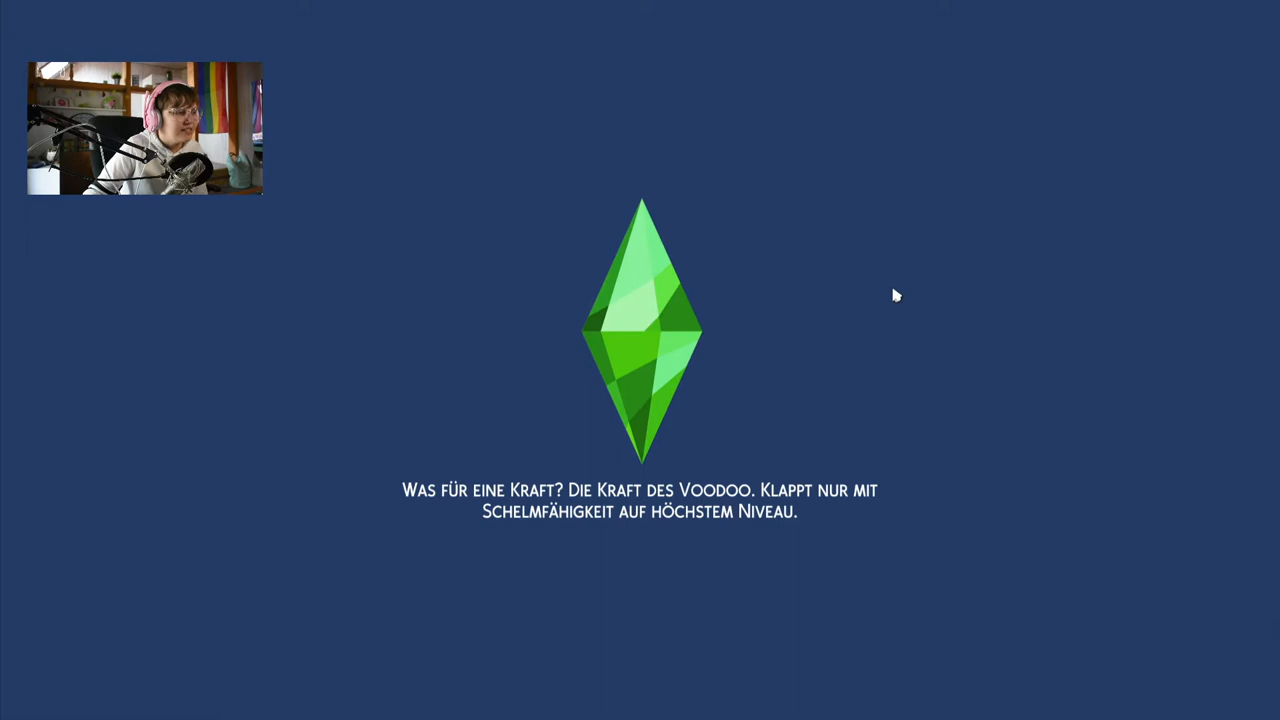 Was für eine Kraft? Die Kraft des Voodoo. Klappt nur mit
Schelmfähigkeit auf höchstem Niveau.